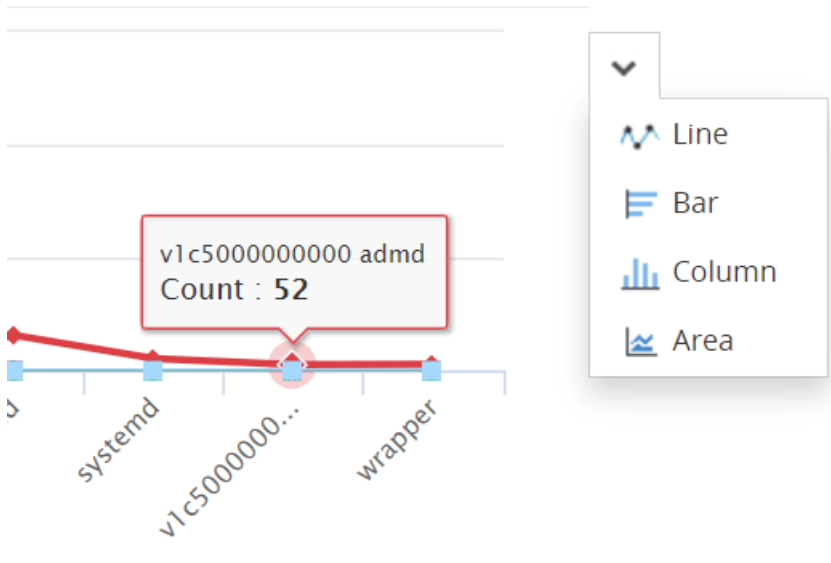 Line
Bar
Column
Area
v1c5000000000 admd
Count : 52
systemd
v1c5000000...
wrapper